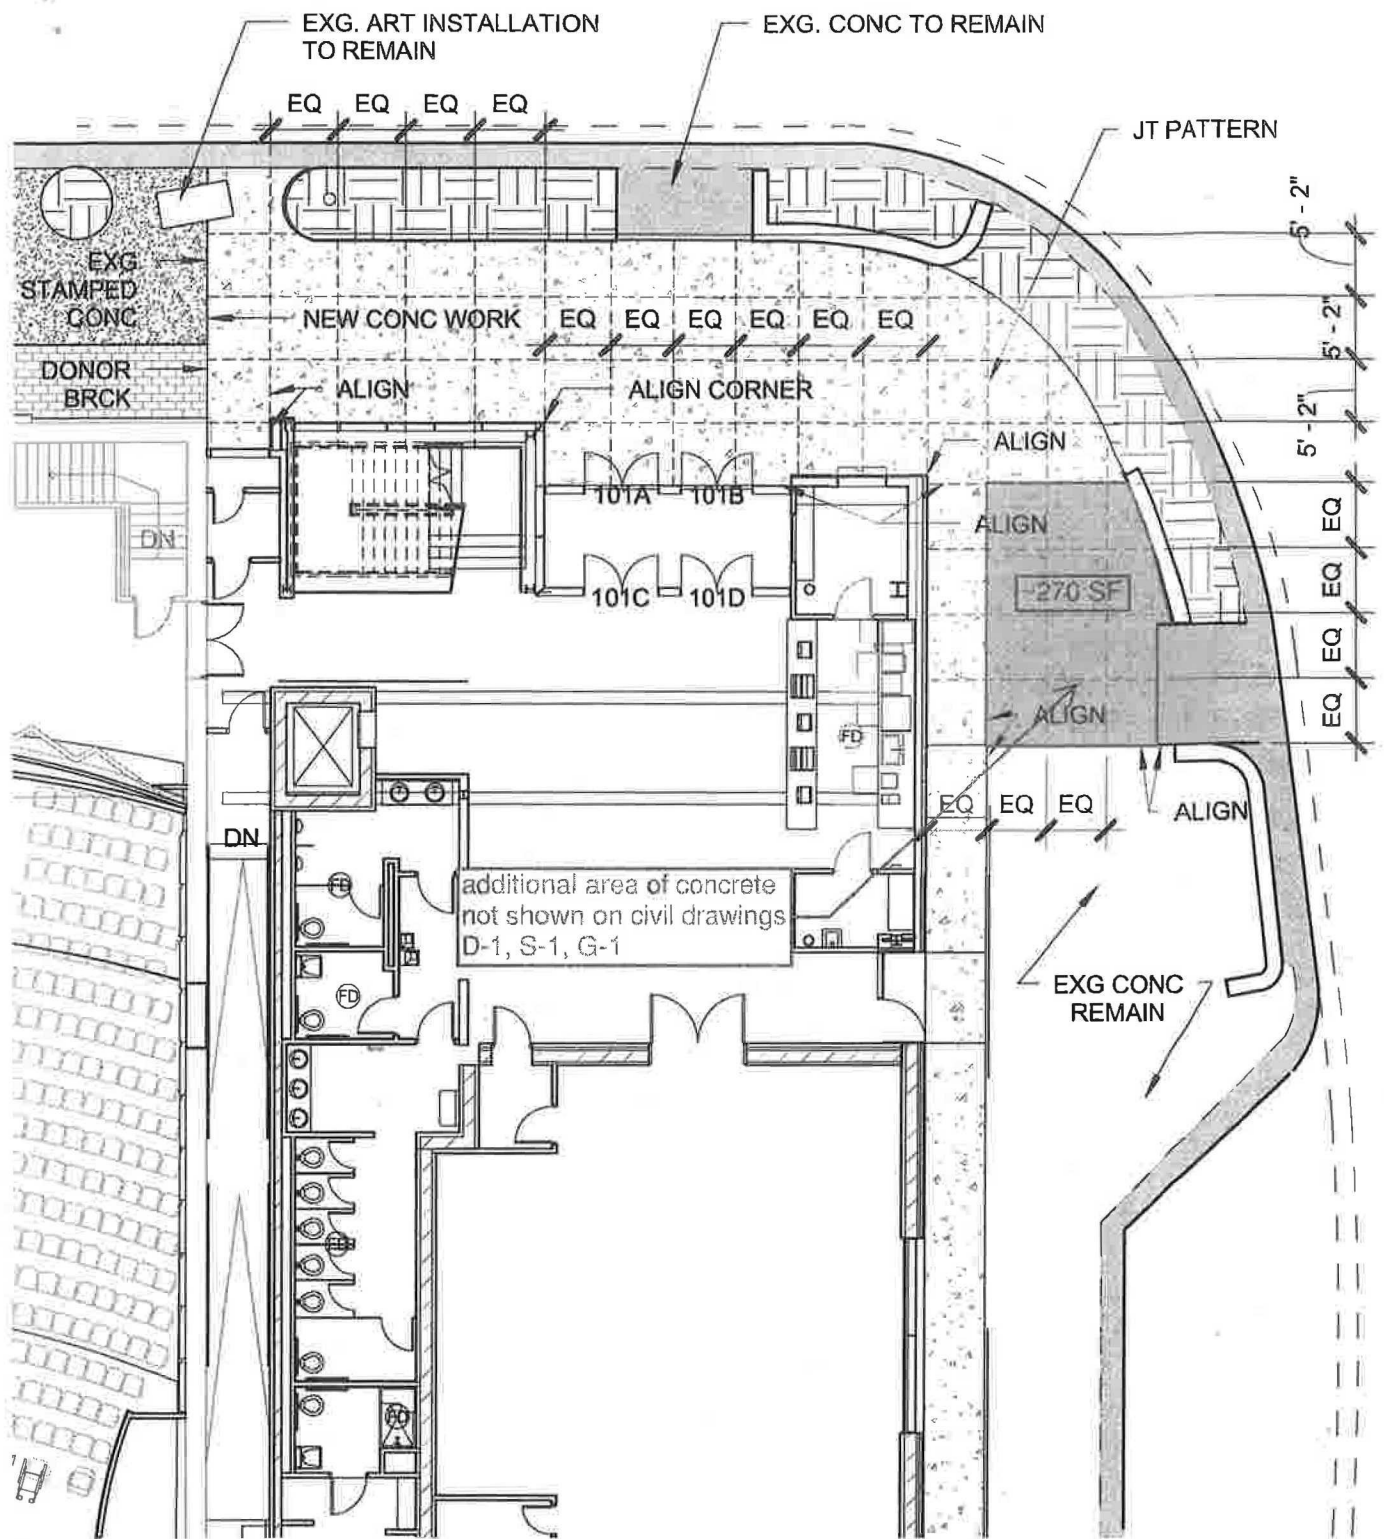 EXG. ART INSTALLATION
TO REMAIN
EXG. CONC TO REMAIN
EQ
EQ
EQ
EQ
JT PATTERN
5' - 2"
EXG
STAMPED
CONC
NEW CONC WORK
EQ
EQ
EQ
EQ
EQ
EQ
5' - 2"
DONOR
BRCK
ALIGN
ALIGN CORNER
5' - 2"
ALIGN
101A
101B
ALIGN
EQ
DN
101C
101D
~270 SF
EQ
EQ
ALIGN
EQ
FD
EQ
EQ
EQ
ALIGN
DN
FD
additional area of concrete
not shown on civil drawings
D-1, S-1, G-1
FD
EXG CONC
REMAIN